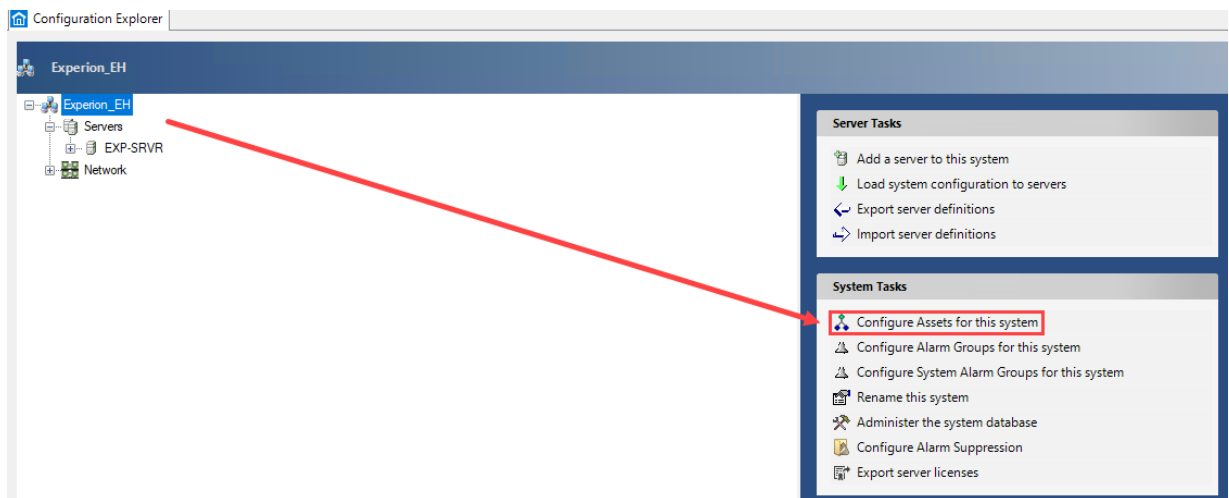 Configuration Explorer
Experion_EH
Experion_EH
Servers
EXP-SRVR
Network
Server Tasks
Add a server to this system
Load system configuration to servers
Export server definitions
Import server definitions
System Tasks
Configure Assets for this system
Configure Alarm Groups for this system
Configure System Alarm Groups for this system
Rename this system
Administer the system database
Configure Alarm Suppression
Export server licenses